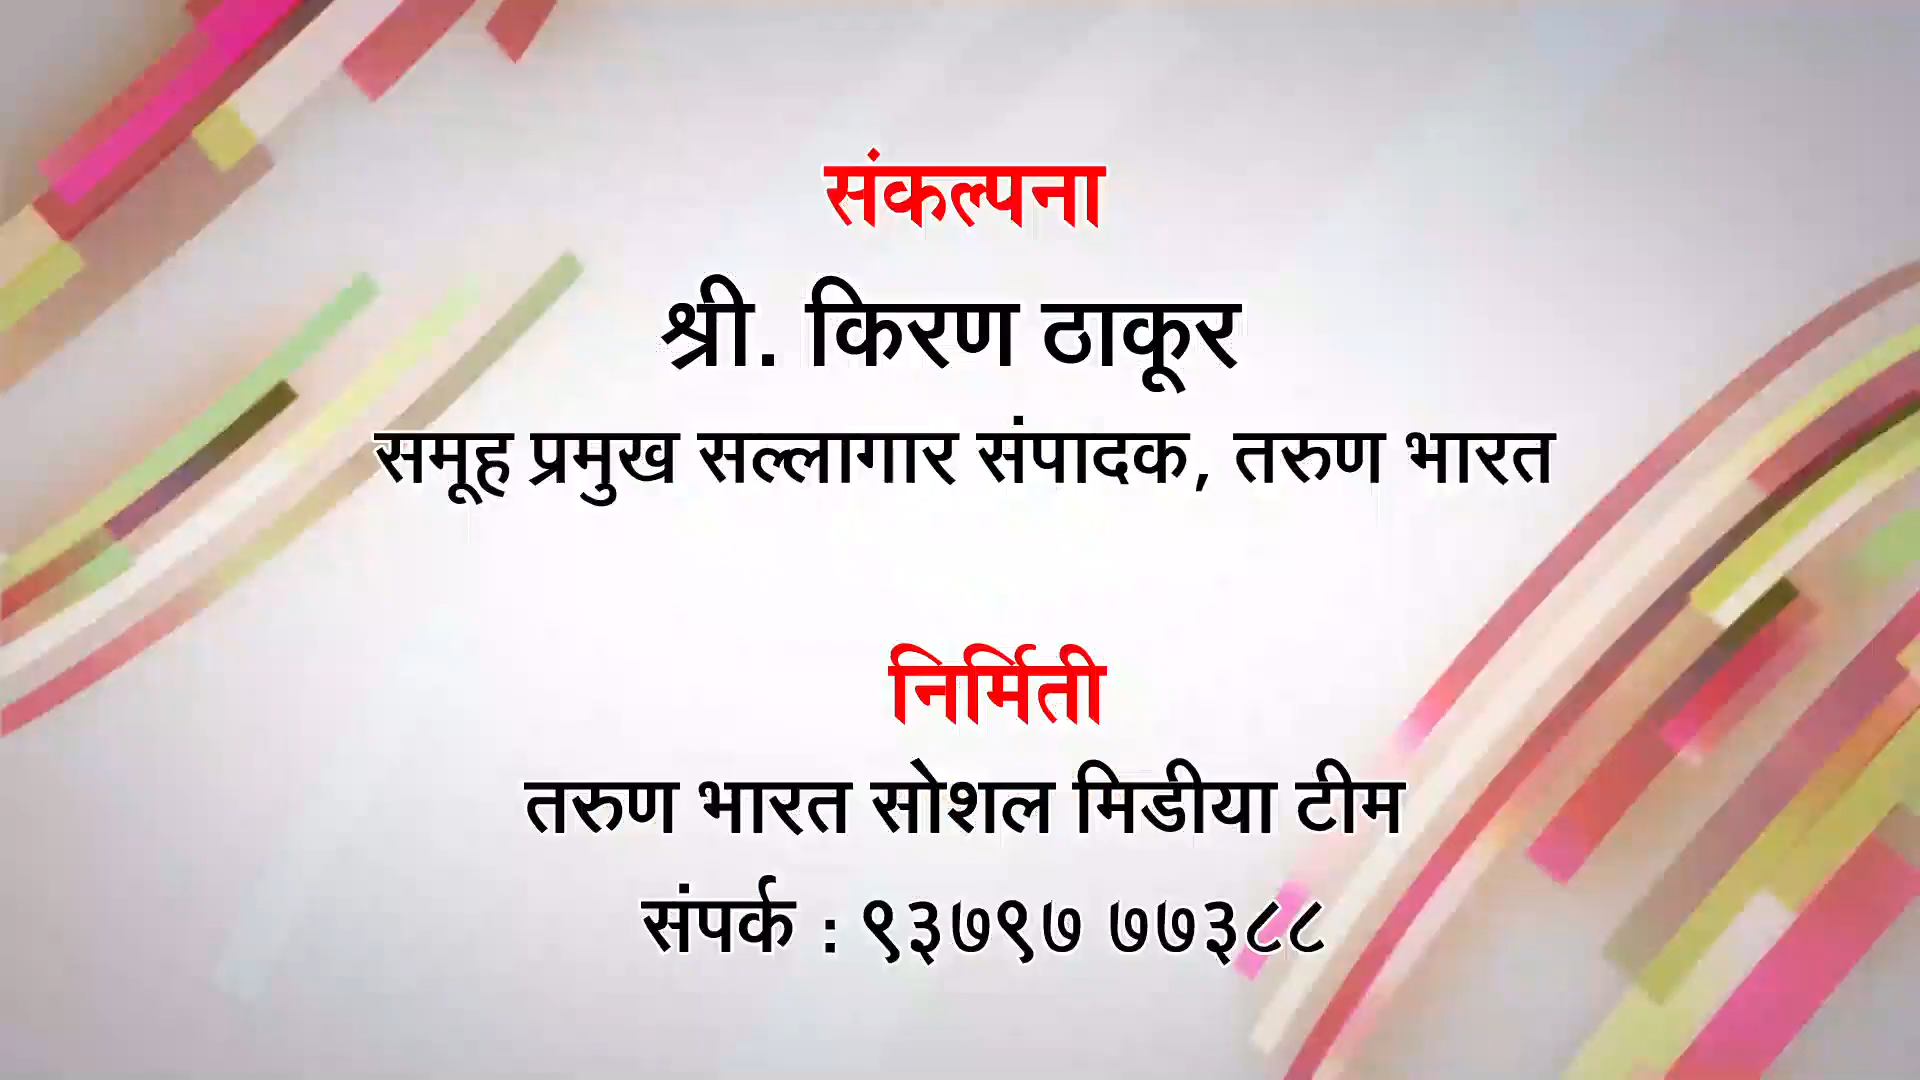 संकल्पना
श्री. किरण ठाकूर
समूह प्रमुख सल्लागार संपादक, तरुण भारत
निर्मिती
तरुण भारत सोशल मिडीया टीम
संपर्क : ९३७९७ ७७३८८